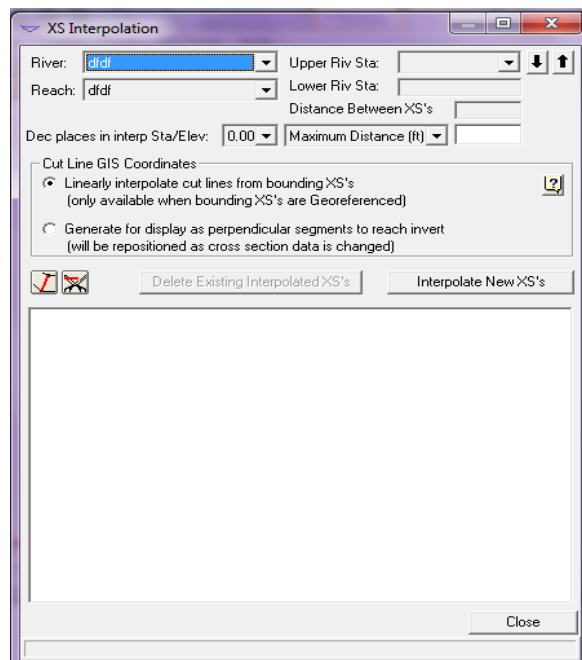 XS Interpolation
River: dfdf Upper Riv Sta:
Reach: dfdf Lower Riv Sta:
Distance Between XS's
Dec places in interp Sta/Elev: 0.00 Maximum Distance (ft)
Cut Line GIS Coordinates
Linearly interpolate cut lines from bounding XS's
(only available when bounding XS's are Georeferenced)
Generate for display as perpendicular segments to reach invert
(will be repositioned as cross section data is changed)
Delete Existing Interpolated XS's Interpolate New XS's
Close